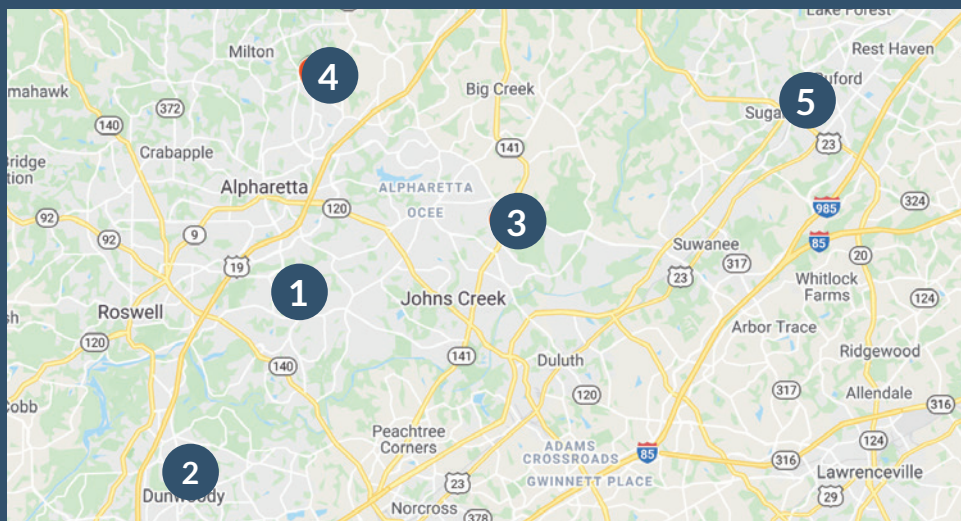 Lake Forest
Milton
4
Rest Haven
mahawk
372
Big Creek
5
Buford
Sugar
140
23
Crabapple
141
Bridge
tion
Alpharetta
ALPHARETTA
OCEE
92
120
3
985
324
9
92
85
Suwanee
317
20
19
23
1
Whitlock
Farms
124
Johns Creek
Roswell
Arbor Trace
120
141
Duluth
Ridgewood
140
120
317
Allendale
Cobb
316
Peachtree
Corners
ADAMS
CROSSROADS
GWINNETT PLACE
85
124
316
Lawrenceville
2
Dunwoody
23
29
Norcross
378